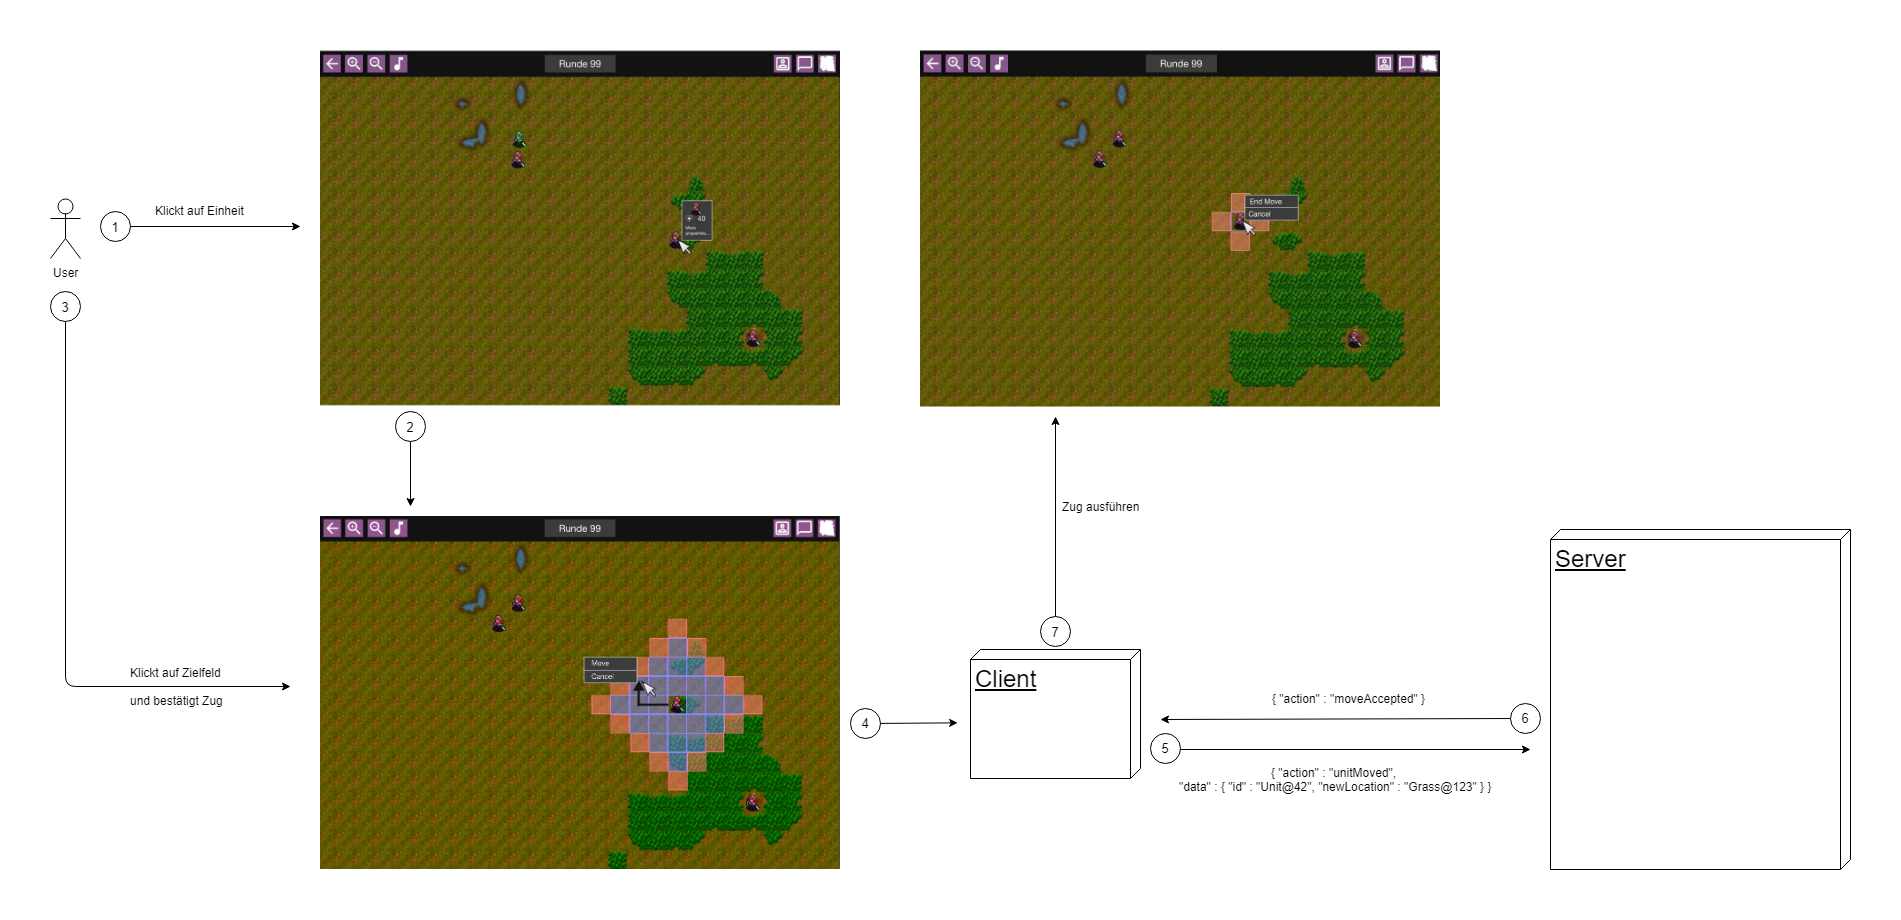 Runde 99
Runde 99
40
More
properties...
End Move
Cancel
1
Klickt auf Einheit
User
3
2
Runde 99
Zug ausführen
Server
Move
Cancel
7
Client
Klickt auf Zielfeld
und bestätigt Zug
4
{ "action" : "moveAccepted" }
6
5
{ "action" : "unitMoved",
"data" : { "id" : "Unit@42", "newLocation" : "Grass@123" } }